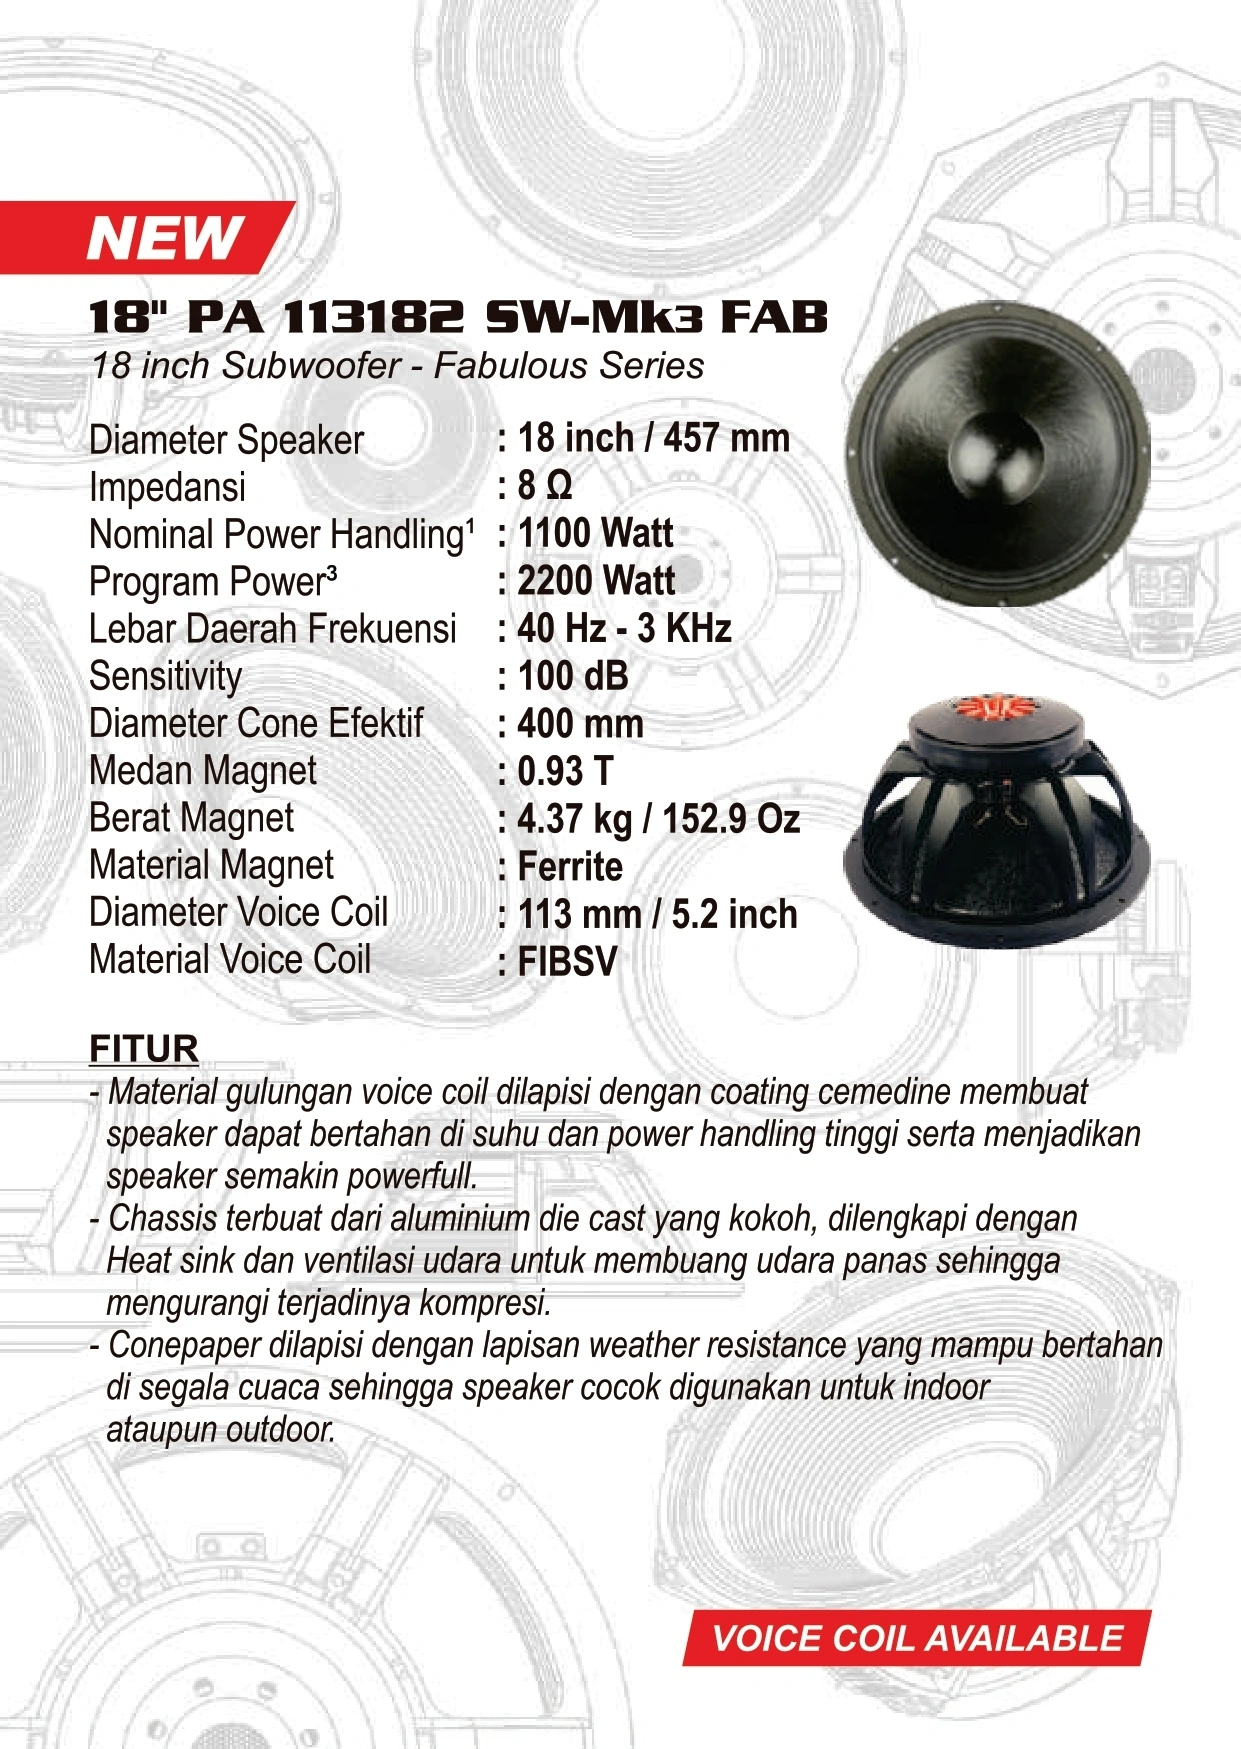 NEW
18" PA 113182 SW-Mk3 FAB
18 inch Subwoofer - Fabulous Series
Diameter Speaker : 18 inch / 457 mm
Impedansi : 8 Ω
Nominal Power Handling¹ : 1100 Watt
Program Power³ : 2200 Watt
Lebar Daerah Frekuensi : 40 Hz - 3 KHz
Sensitivity : 100 dB
Diameter Cone Efektif : 400 mm
Medan Magnet : 0.93 T
Berat Magnet : 4.37 kg / 152.9 Oz
Material Magnet : Ferrite
Diameter Voice Coil : 113 mm / 5.2 inch
Material Voice Coil : FIBSV
FITUR
- Material gulungan voice coil dilapisi dengan coating cemedine membuat
speaker dapat bertahan di suhu dan power handling tinggi serta menjadikan
speaker semakin powerfull.
- Chassis terbuat dari aluminium die cast yang kokoh, dilengkapi dengan
Heat sink dan ventilasi udara untuk membuang udara panas sehingga
mengurangi terjadinya kompresi.
- Conepaper dilapisi dengan lapisan weather resistance yang mampu bertahan
di segala cuaca sehingga speaker cocok digunakan untuk indoor
ataupun outdoor.
VOICE COIL AVAILABLE